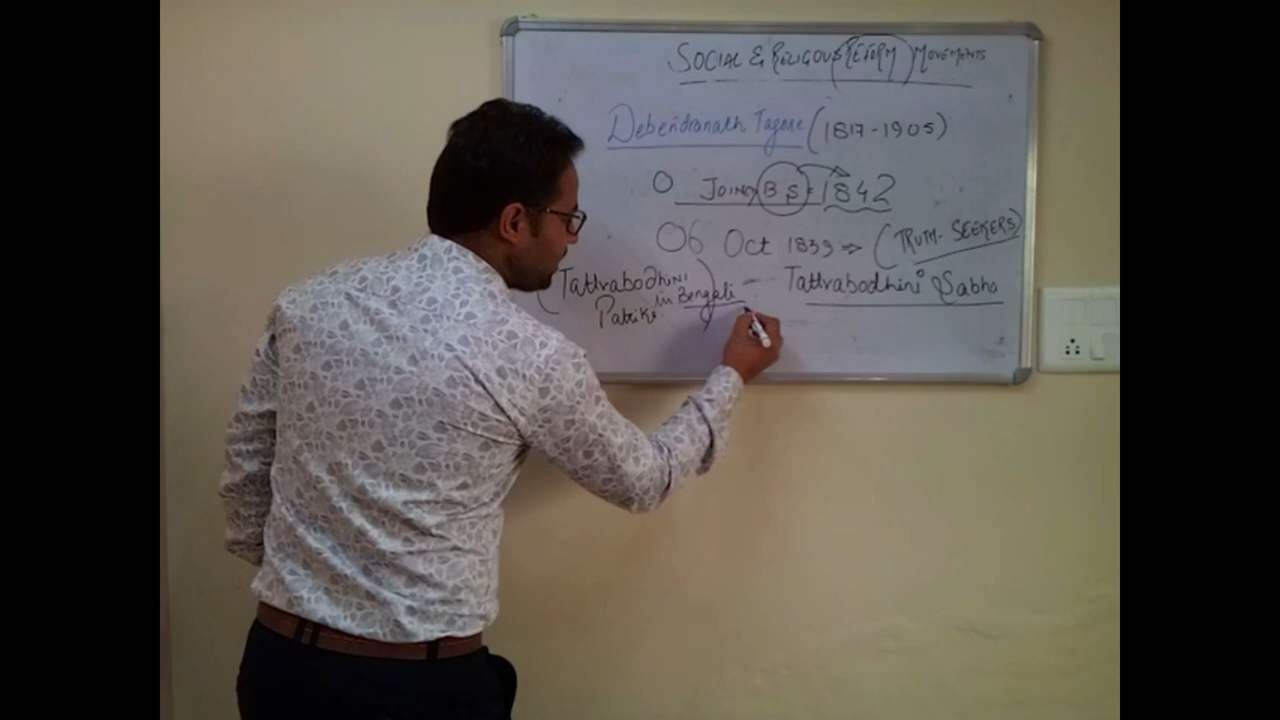 SOCIAL & RELIGOUS REFORM MOVEMENTS
Debendranath Tagore (1817-1905)
O JOINED BS = 1842
06 Oct 1839 ⇒ (TRUTH-SEEKERS)
(Tattvabodhini Patrika in Bengali) - Tattvabodhini Sabha